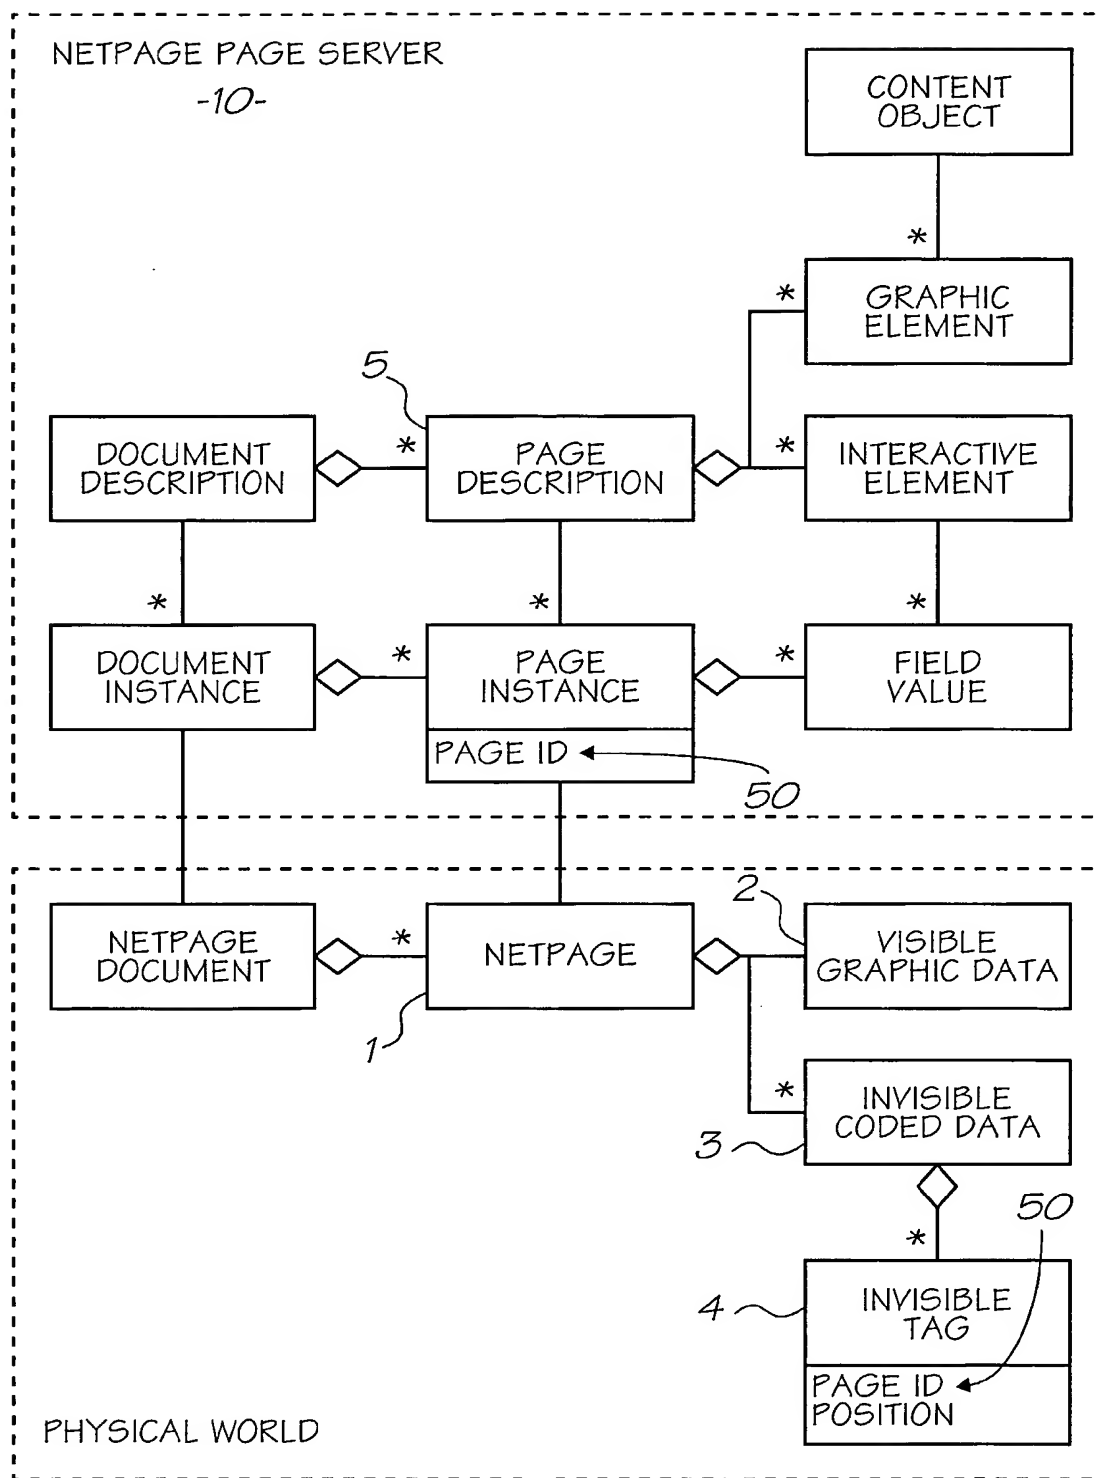 NETPAGE PAGE SERVER
-10-
CONTENT
OBJECT
*
*
GRAPHIC
ELEMENT
5
DOCUMENT
DESCRIPTION
*
PAGE
DESCRIPTION
*
INTERACTIVE
ELEMENT
*
*
*
DOCUMENT
INSTANCE
*
PAGE
INSTANCE
*
FIELD
VALUE
PAGE ID
50
NETPAGE
DOCUMENT
*
NETPAGE
1
2
VISIBLE
GRAPHIC DATA
*
INVISIBLE
CODED DATA
3
*
50
4
INVISIBLE
TAG
PAGE ID
POSITION
PHYSICAL WORLD